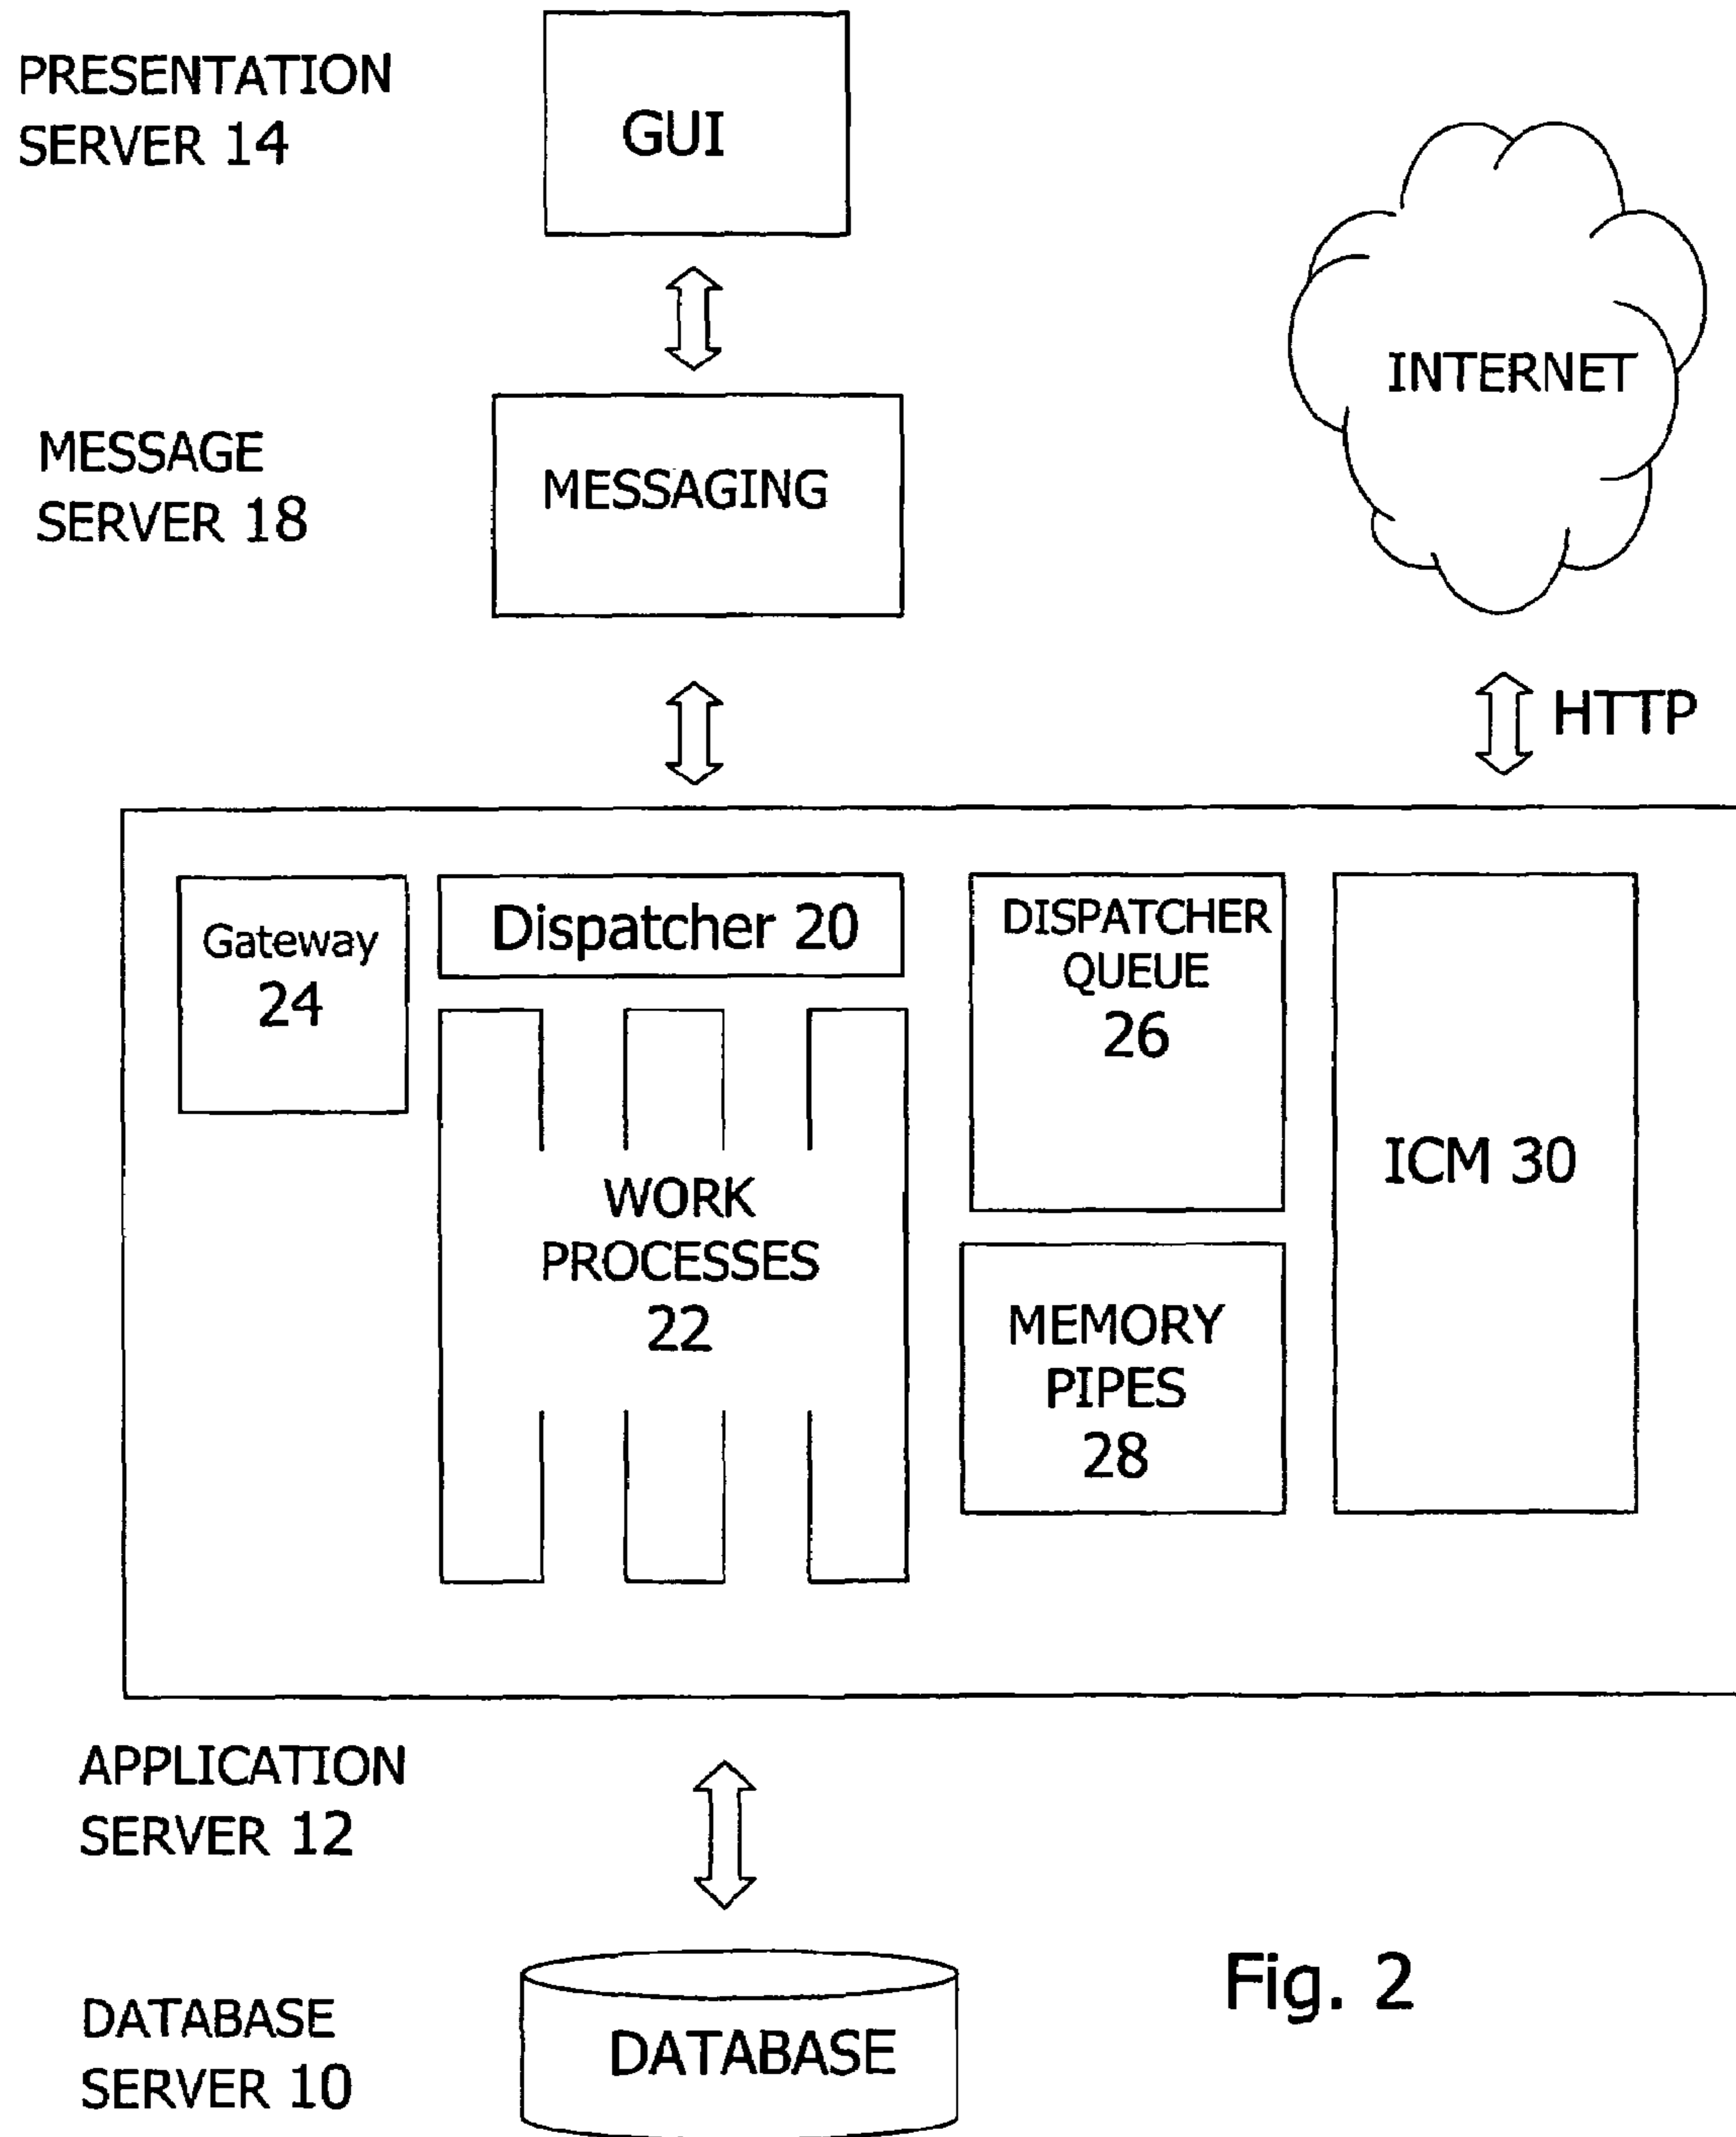 PRESENTATION
SERVER 14
GUI
MESSAGE
SERVER 18
MESSAGING
INTERNET
HTTP
Gateway
24
Dispatcher 20
DISPATCHER
QUEUE
26
ICM 30
WORK
PROCESSES
22
MEMORY
PIPES
28
APPLICATION
SERVER 12
DATABASE
SERVER 10
DATABASE
Fig. 2